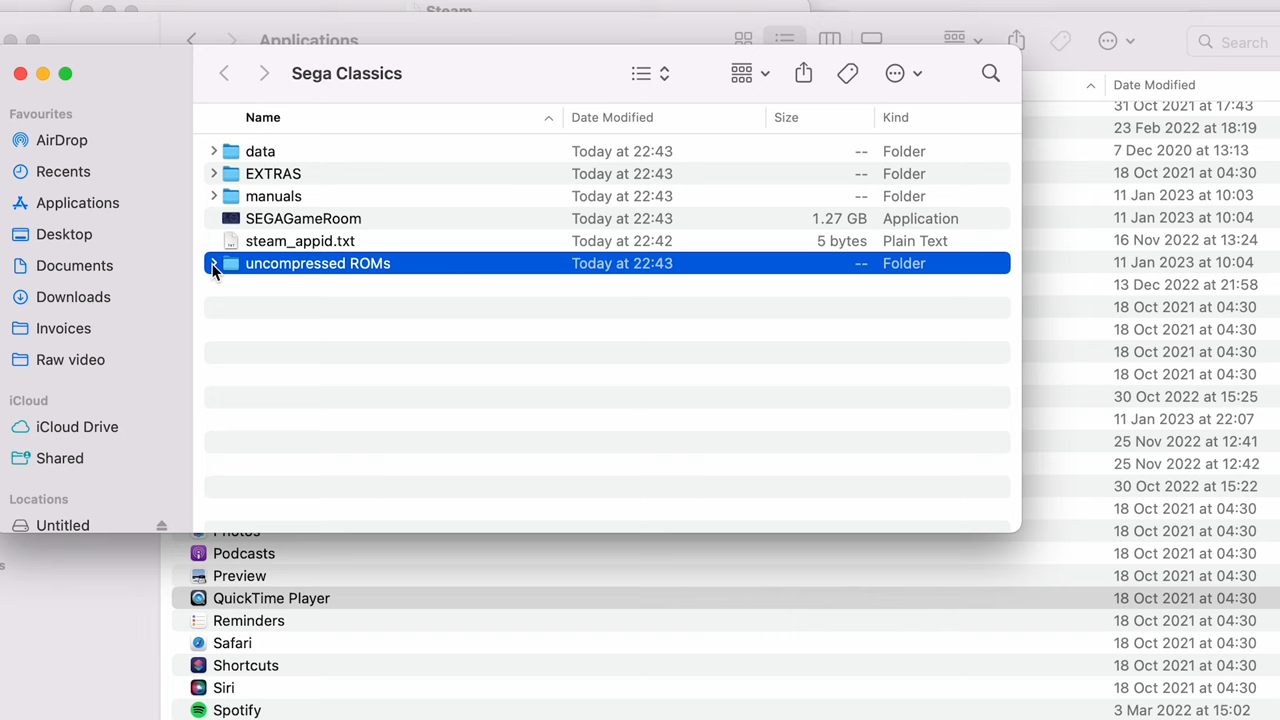 Steam
Applications
Search
Sega Classics
Favourites
AirDrop
Recents
Applications
Desktop
Documents
Downloads
Invoices
Raw video
iCloud
iCloud Drive
Shared
Locations
Untitled
Name Date Modified Size Kind
data Today at 22:43 -- Folder
EXTRAS Today at 22:43 -- Folder
manuals Today at 22:43 -- Folder
SEGAGameRoom Today at 22:43 1.27 GB Application
steam_appid.txt Today at 22:42 5 bytes Plain Text
uncompressed ROMs Today at 22:43 -- Folder
Date Modified
31 Oct 2021 at 17:43
23 Feb 2022 at 18:19
7 Dec 2020 at 13:13
18 Oct 2021 at 04:30
11 Jan 2023 at 10:03
11 Jan 2023 at 10:04
16 Nov 2022 at 13:24
11 Jan 2023 at 10:04
13 Dec 2022 at 21:58
18 Oct 2021 at 04:30
18 Oct 2021 at 04:30
18 Oct 2021 at 04:30
18 Oct 2021 at 04:30
30 Oct 2022 at 15:25
11 Jan 2023 at 22:07
25 Nov 2022 at 12:41
25 Nov 2022 at 12:42
30 Oct 2022 at 15:22
18 Oct 2021 at 04:30
Photos 18 Oct 2021 at 04:30
Podcasts 18 Oct 2021 at 04:30
Preview 18 Oct 2021 at 04:30
QuickTime Player 18 Oct 2021 at 04:30
Reminders 18 Oct 2021 at 04:30
Safari 18 Oct 2021 at 04:30
Shortcuts 18 Oct 2021 at 04:30
Siri 18 Oct 2021 at 04:30
Spotify 3 Mar 2022 at 15:02